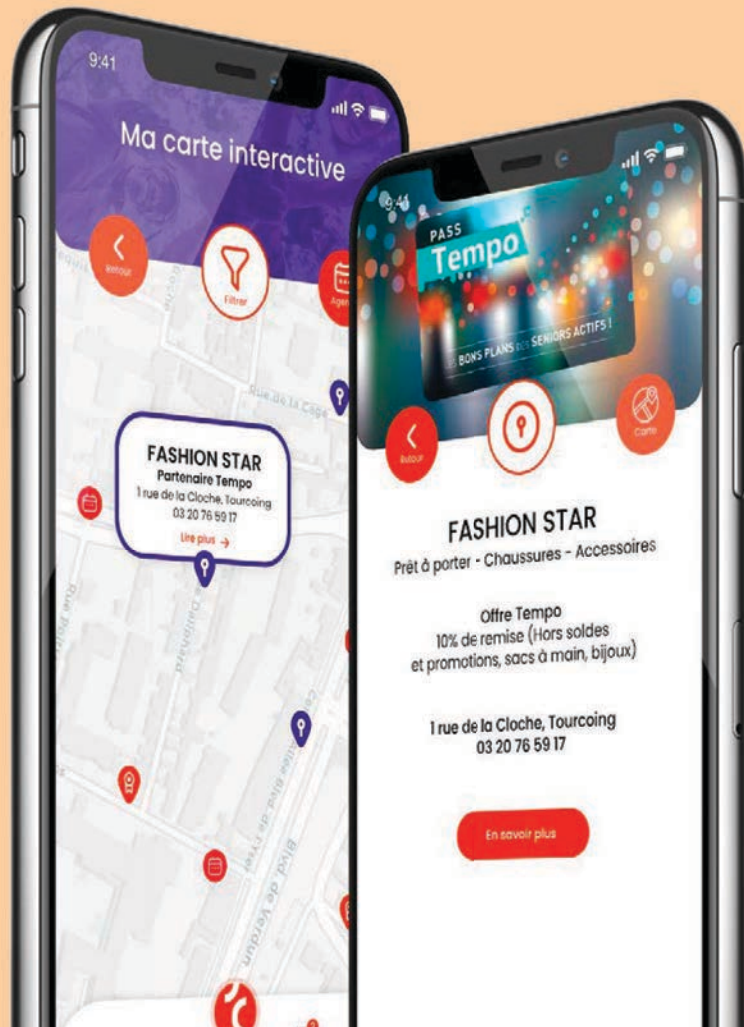 9:41
Ma carte interactive
Retour
Filtrer
Rue de la Cage
FASHION STAR
Partenaire Tempo
1 rue de la Cloche, Tourcoing
03 20 76 59 17
Lire plus →
Blvd. de Verdun
9:41
PASS
Tempo
BONS PLANS DES SENIORS ACTIFS !
Retour
Carte
FASHION STAR
Prêt à porter - Chaussures - Accessoires
Offre Tempo
10% de remise (Hors soldes
et promotions, sacs à main, bijoux)
1 rue de la Cloche, Tourcoing
03 20 76 59 17
En savoir plus